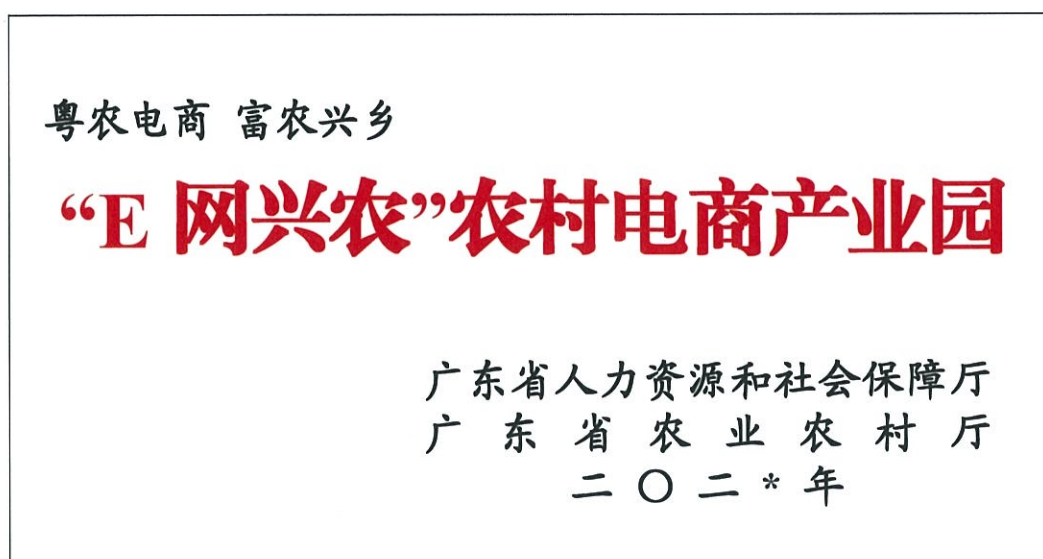 粤农电商 富农兴乡
“E 网兴农”农村电商产业园
广东省人力资源和社会保障厅
广东省农业农村厅
二〇二*年